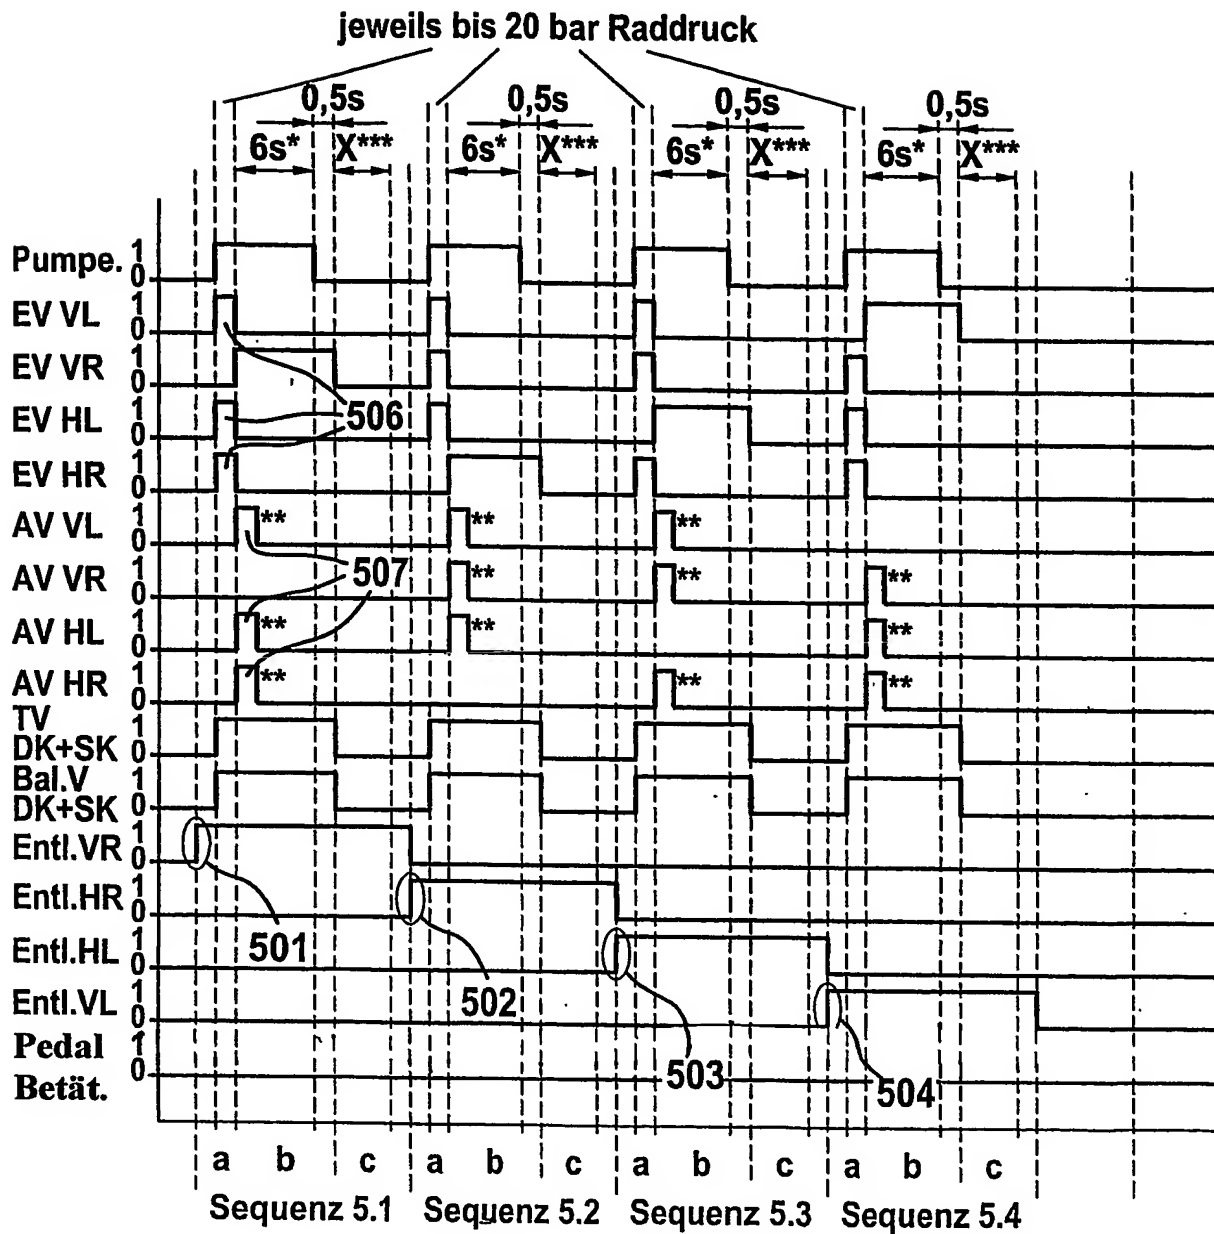 jeweils bis 20 bar Raddruck
0,5s 0,5s 0,5s 0,5s
6s* X*** 6s* X*** 6s* X*** 6s* X***
Pumpe. 1 0
EV VL 1 0
EV VR 1 0
EV HL 1 0
506
EV HR 1 0
AV VL 1 0 ** ** **
AV VR 1 0 ** ** **
507
AV HL 1 0 ** ** **
AV HR 1 0 ** ** **
TV
DK+SK 1 0
Bal.V
DK+SK 1 0
Entl.VR 1 0
Entl.HR 1 0
501
Entl.HL 1 0
502
Entl.VL 1 0
503
504
Pedal 1 0
Betät.
a b c a b c a b c a b c
Sequenz 5.1 Sequenz 5.2 Sequenz 5.3 Sequenz 5.4